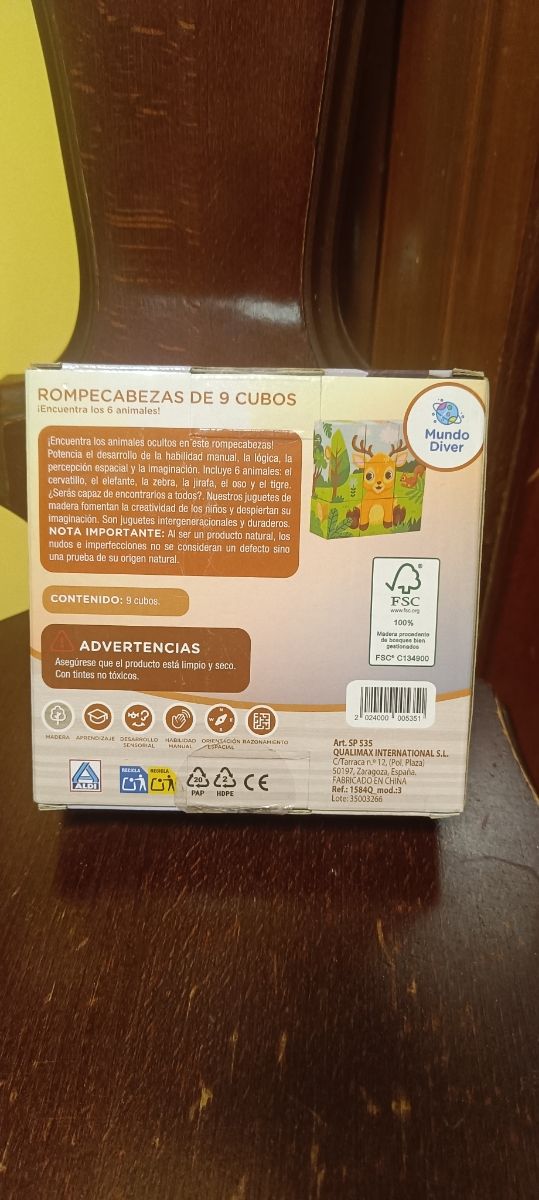 ROMPECABEZAS DE 9 CUBOS
¡Encuentra los 6 animales!
Mundo
Diver
¡Encuentra los animales ocultos en este rompecabezas!
Potencia el desarrollo de la habilidad manual, la lógica, la
percepción espacial y la imaginación. Incluye 6 animales: el
cervatillo, el elefante, la zebra, la jirafa, el oso y el tigre.
¿Serás capaz de encontrarlos a todos?. Nuestros juguetes de
madera fomentan la creatividad de los niños y despiertan su
imaginación. Son juguetes intergeneracionales y duraderos.
NOTA IMPORTANTE: Al ser un producto natural, los
nudos e imperfecciones no se consideran un defecto sino
una prueba de su origen natural.
FSC
www.fsc.org
100%
Madera procedente
de bosques bien
gestionados
FSC® C134900
CONTENIDO: 9 cubos.
ADVERTENCIAS
Asegúrese que el producto está limpio y seco.
Con tintes no tóxicos.
2 024000 005351
N
W E
S
MADERA APRENDIZAJE DESARROLLO SENSORIAL HABILIDAD MANUAL ORIENTACIÓN ESPACIAL RAZONAMIENTO
Art. SP 535
QUALIMAX INTERNATIONAL S.L.
C/Tarraca n.º 12, (Pol. Plaza)
50197, Zaragoza, España.
FABRICADO EN CHINA
Ref.: 1584Q_mod.:3
Lote: 35003266
ALDI
RECICLA RECICLA
20 2 CE
PAP HDPE